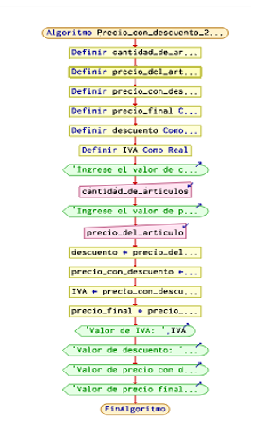 Algoritmo Precio_con_descuento_2...
Definir cantidad_de_ar...
Definir precio_del_art...
Definir precio_con_des...
Definir precio_final C...
Definir descuento Como...
Definir IVA Como Real
'Ingrese el valor de c...
cantidad_de_articulos
'Ingrese el valor de p...
precio_del_articulo
descuento ← precio_del...
precio_con_descuento ←...
IVA ← precio_con_descu...
precio_final ← precio_...
'Valor de IVA: ',IVA
'Valor de descuento: '...
'Valor de precio con d...
'Valor de precio final...
FinAlgoritmo